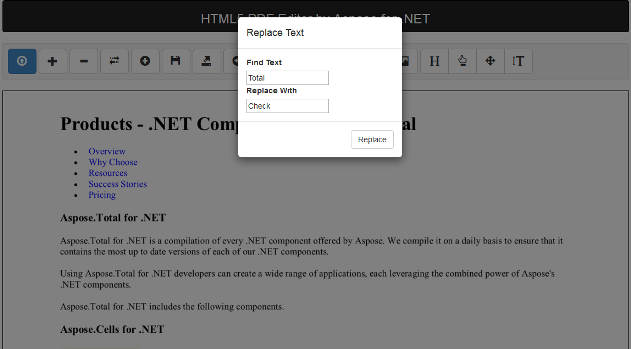 HTML5 PDF Editor by Aspose for .NET
Replace Text
Find Text
Total
Replace With
Check
Replace
H
T
Products - .NET Comp al
Overview
Why Choose
Resources
Success Stories
Pricing
Aspose.Total for .NET
Aspose.Total for .NET is a compilation of every .NET component offered by Aspose. We compile it on a daily basis to ensure that it
contains the most up to date versions of each of our .NET components.
Using Aspose.Total for .NET developers can create a wide range of applications, each leveraging the combined power of Aspose's
.NET components.
Aspose.Total for .NET includes the following components.
Aspose.Cells for .NET